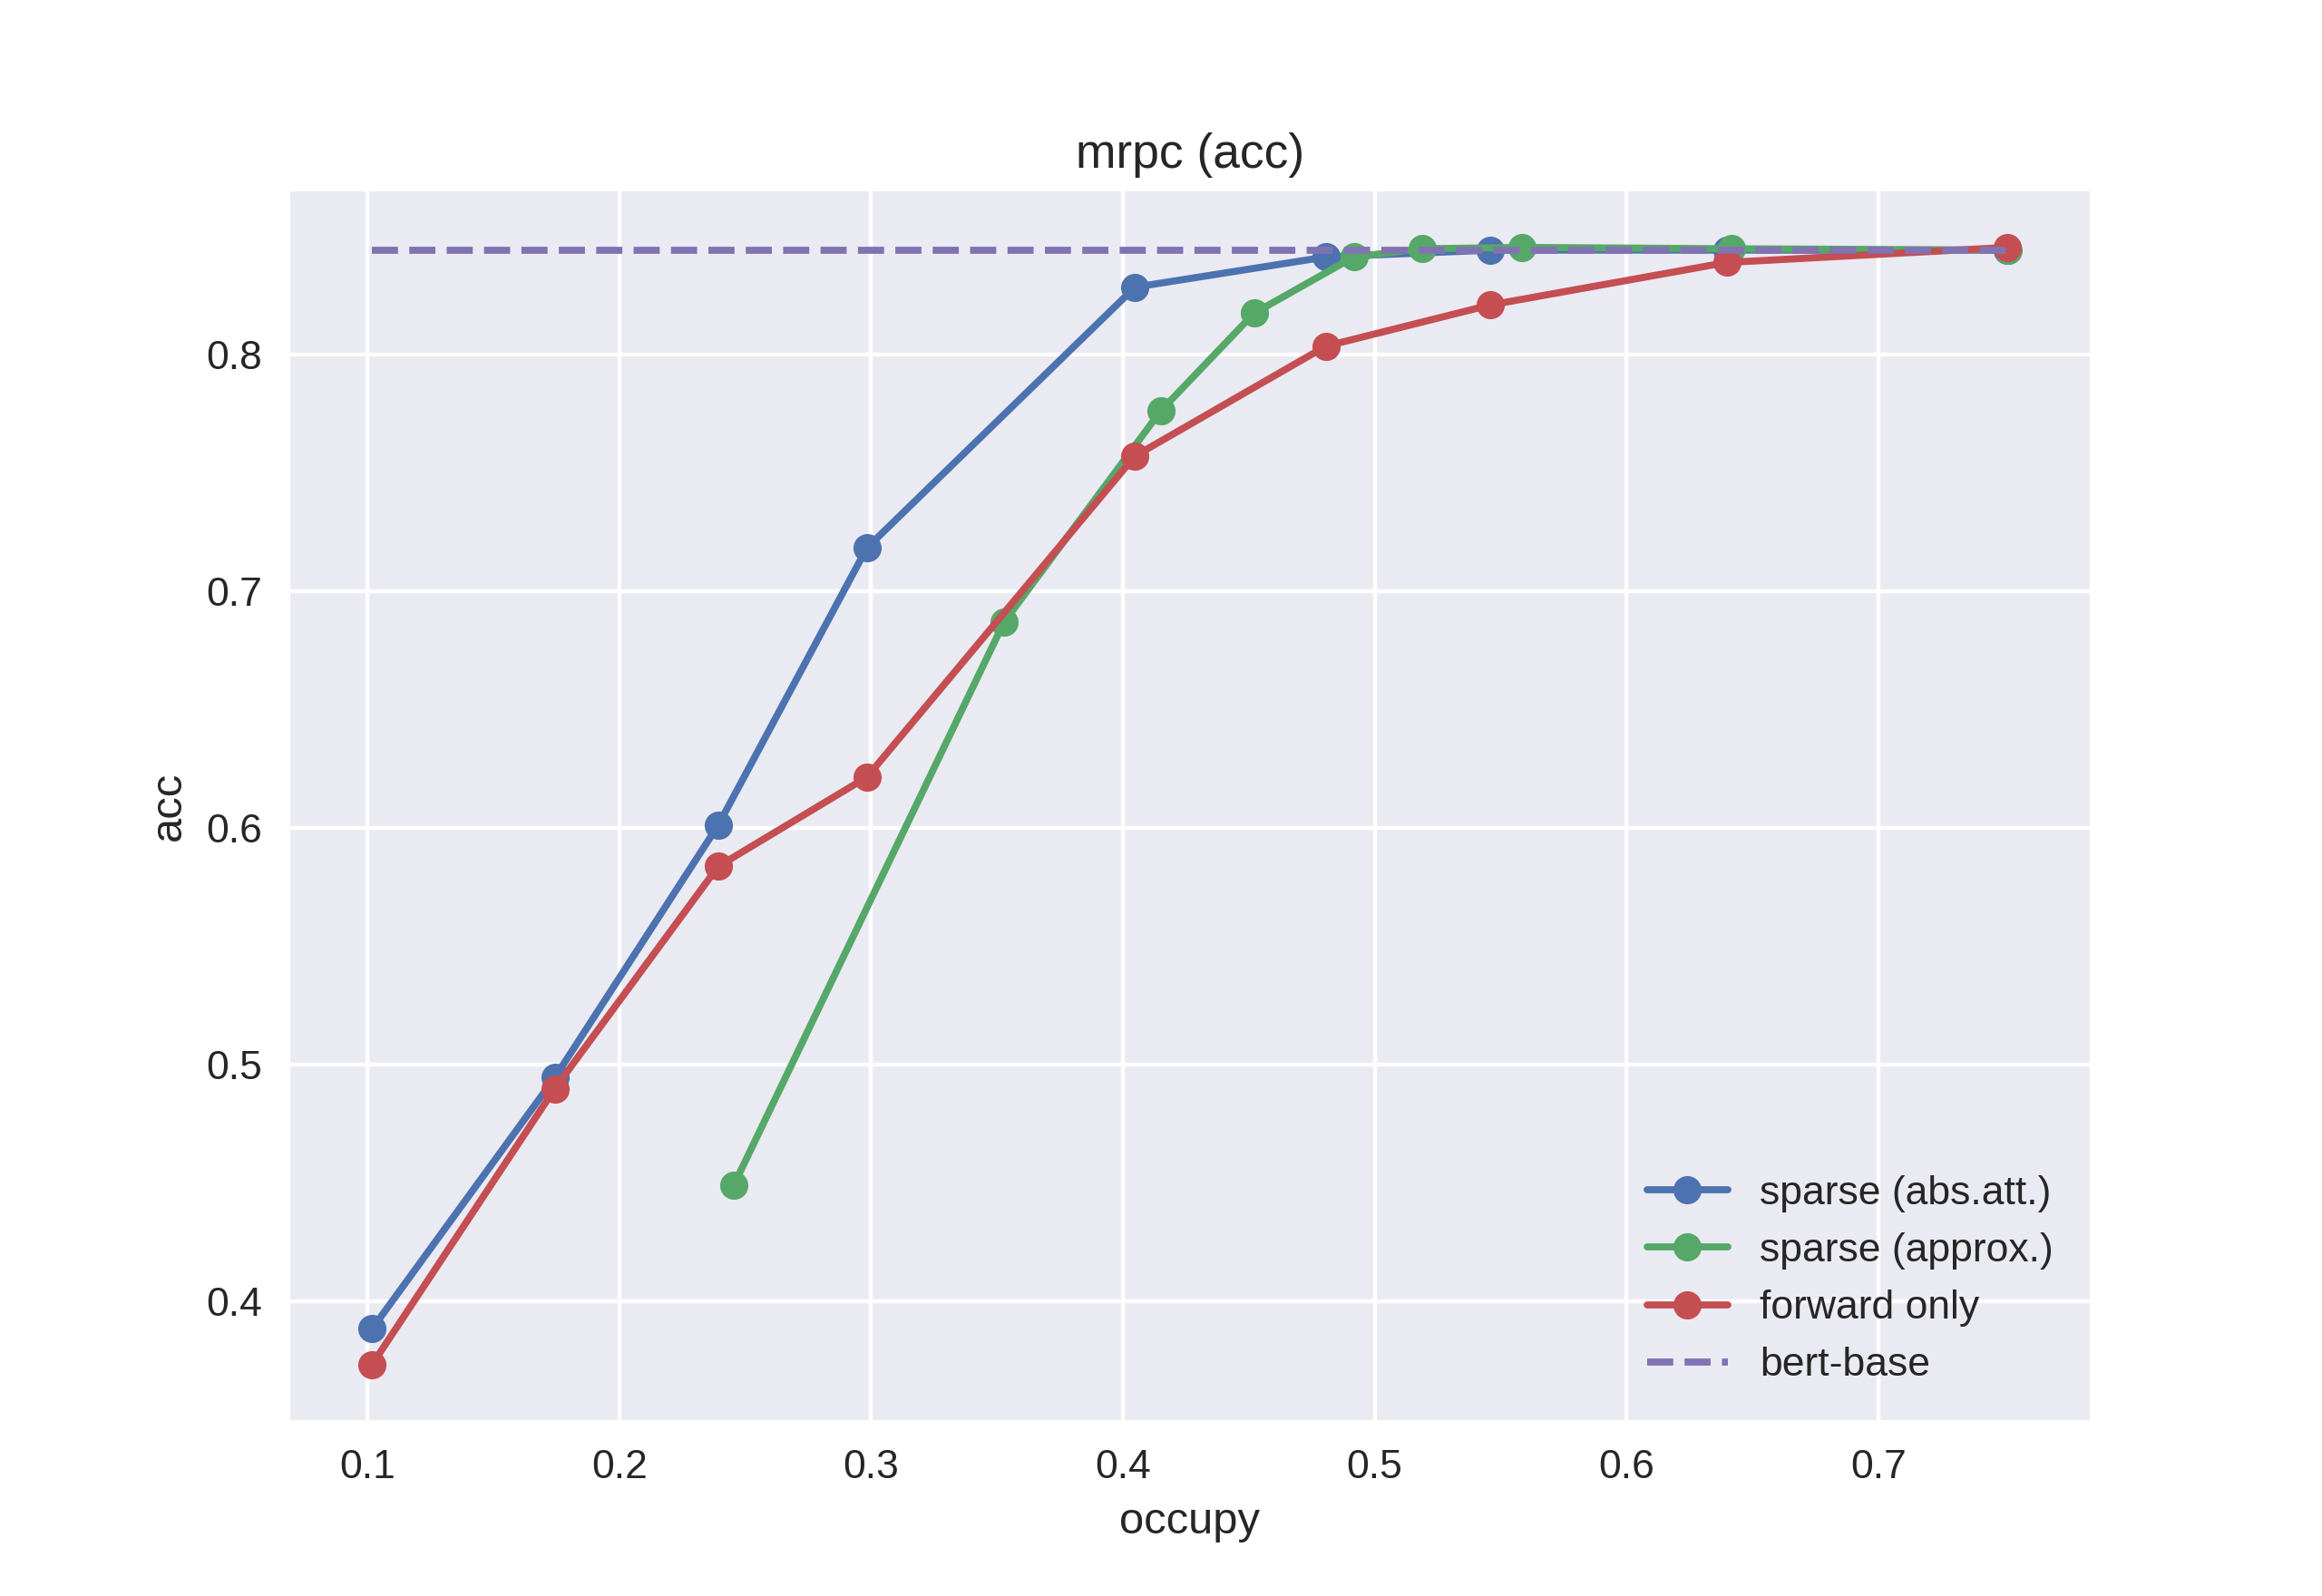 mrpc (acc)
acc
0.8
0.7
0.6
0.5
0.4
sparse (abs.att.)
sparse (approx.)
forward only
bert-base
0.1 0.2 0.3 0.4 0.5 0.6 0.7
occupy